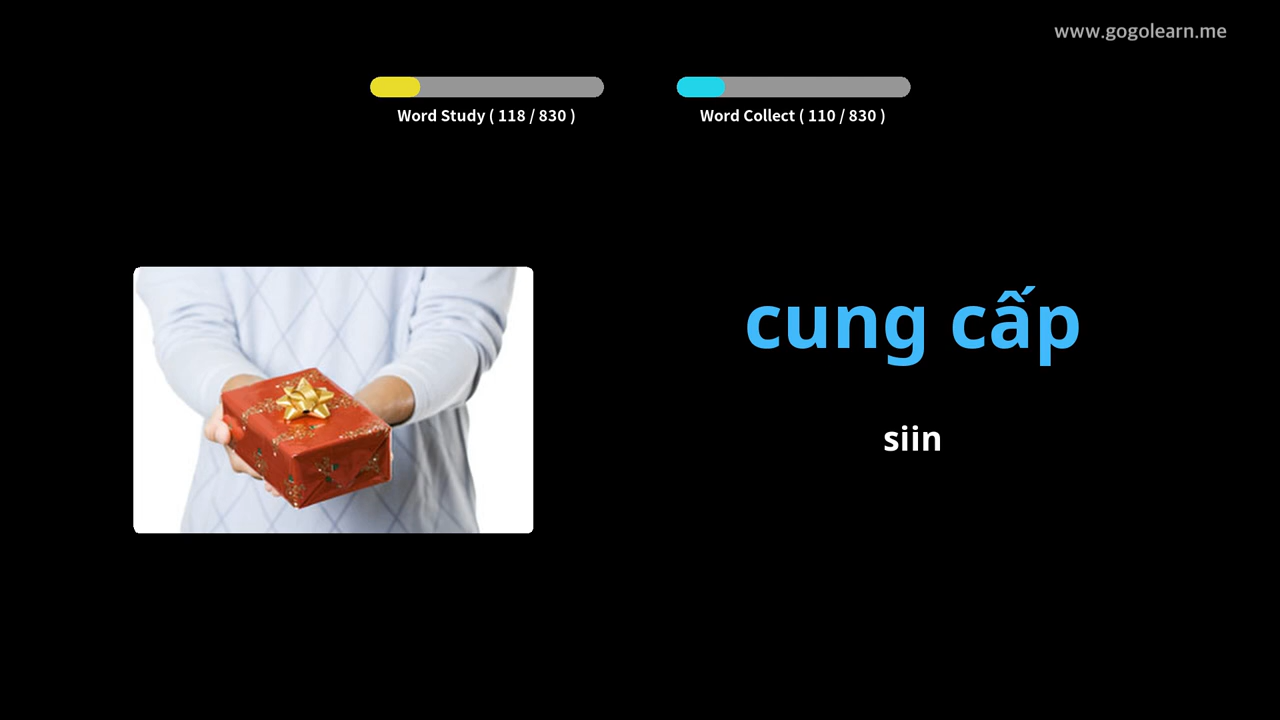 www.gogolearn.me
Word Study ( 118 / 830 )
Word Collect ( 110 / 830 )
cung cấp
siin